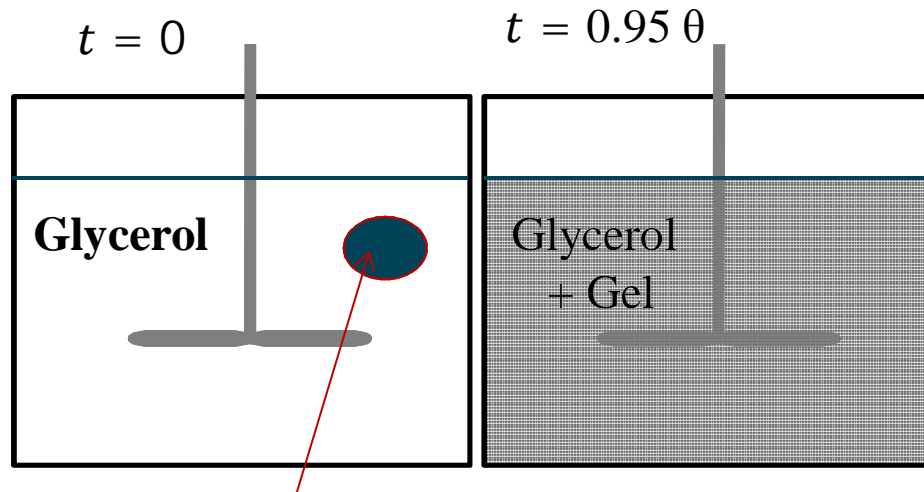 t = 0
t = 0.95 θ
Glycerol
Glycerol
+ Gel